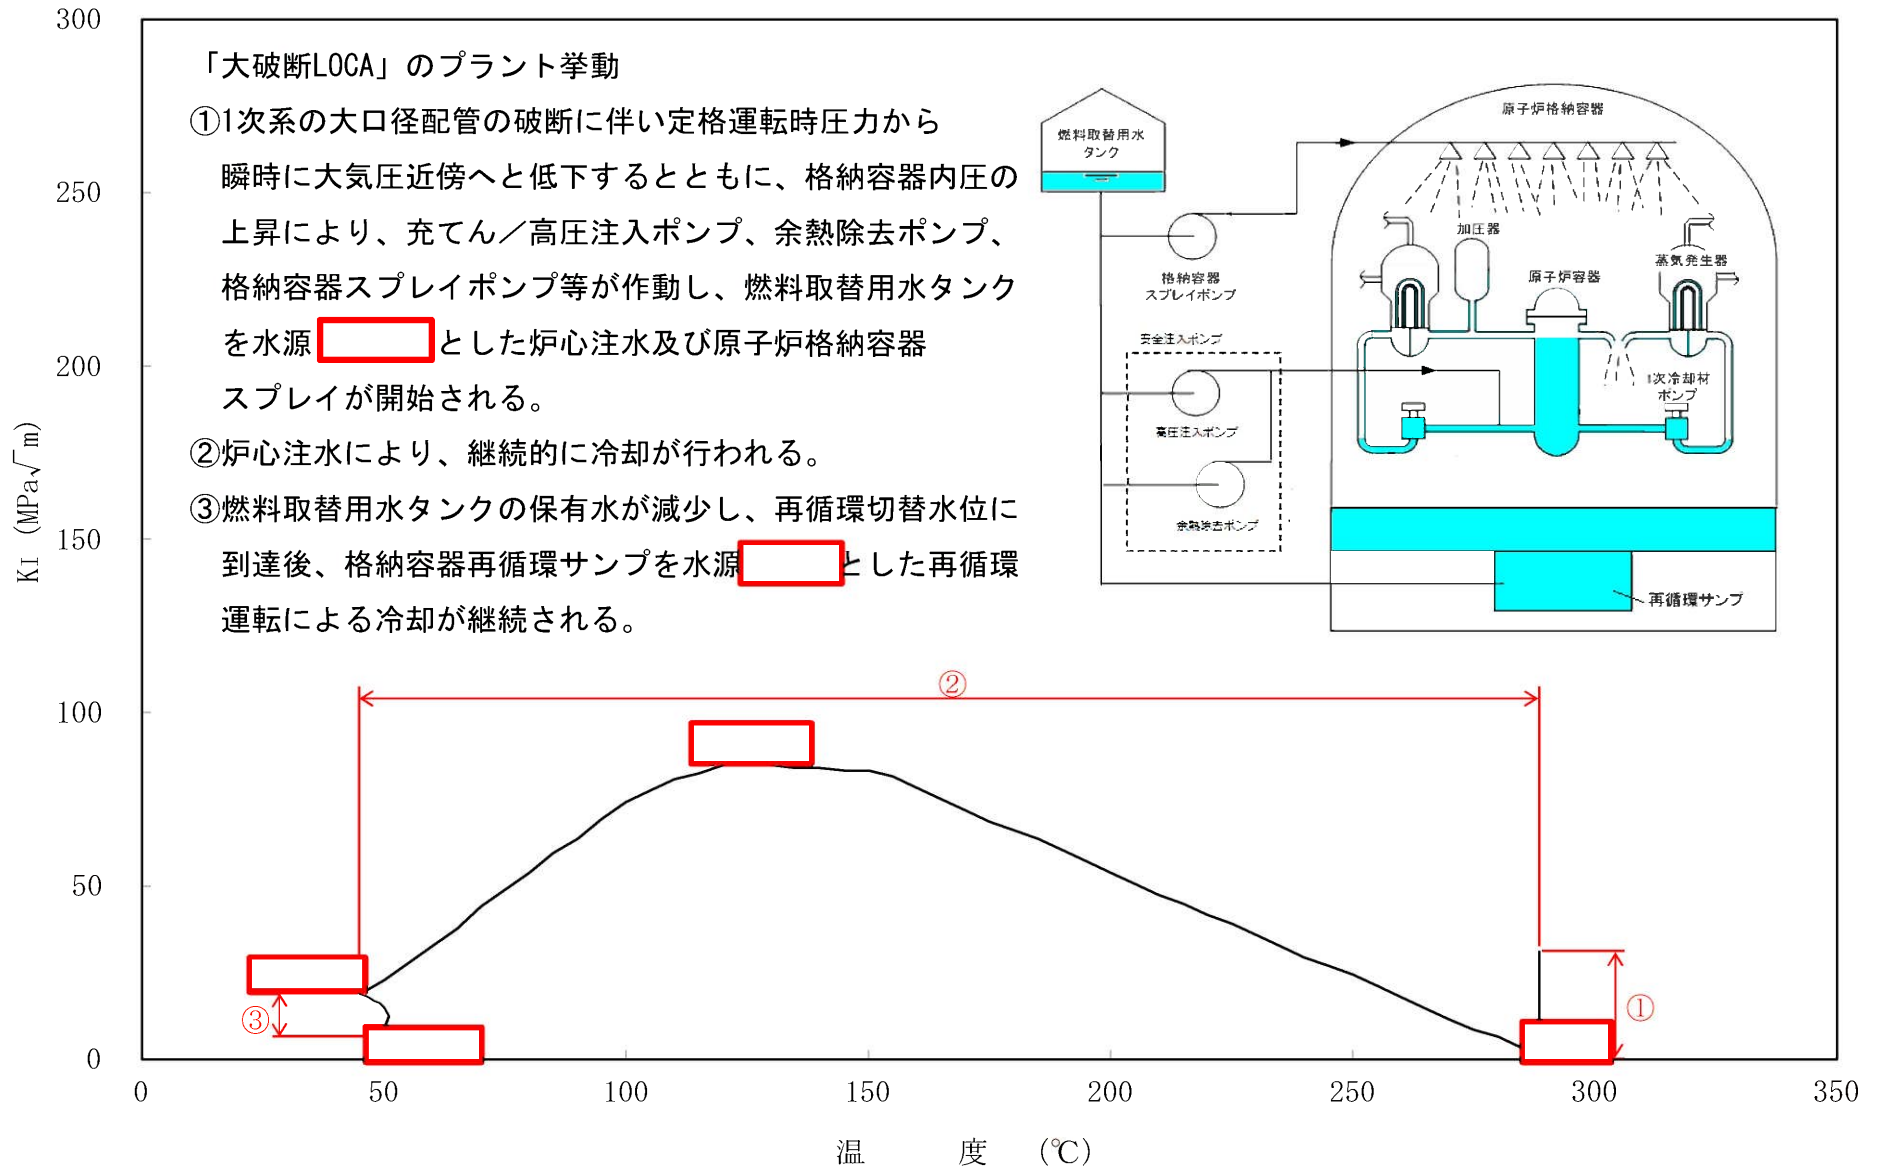 300
250
200
150
100
50
0
KI (MPa√m)
「大破断LOCA」のプラント挙動
①1次系の大口径配管の破断に伴い定格運転時圧力から
瞬時に大気圧近傍へと低下するとともに、格納容器内圧の
上昇により、充てん／高圧注入ポンプ、余熱除去ポンプ、
格納容器スプレイポンプ等が作動し、燃料取替用水タンク
を水源 とした炉心注水及び原子炉格納容器
スプレイが開始される。
②炉心注水により、継続的に冷却が行われる。
③燃料取替用水タンクの保有水が減少し、再循環切替水位に
到達後、格納容器再循環サンプを水源 とした再循環
運転による冷却が継続される。
原子炉格納容器
燃料取替用水
タンク
加圧器
蒸気発生器
原子炉容器
格納容器
スプレイポンプ
安全注入ポンプ
1次冷却材
ポンプ
高圧注入ポンプ
余熱除去ポンプ
再循環サンプ
②
③
①
0
50
100
150
200
250
300
350
温 度 (℃)